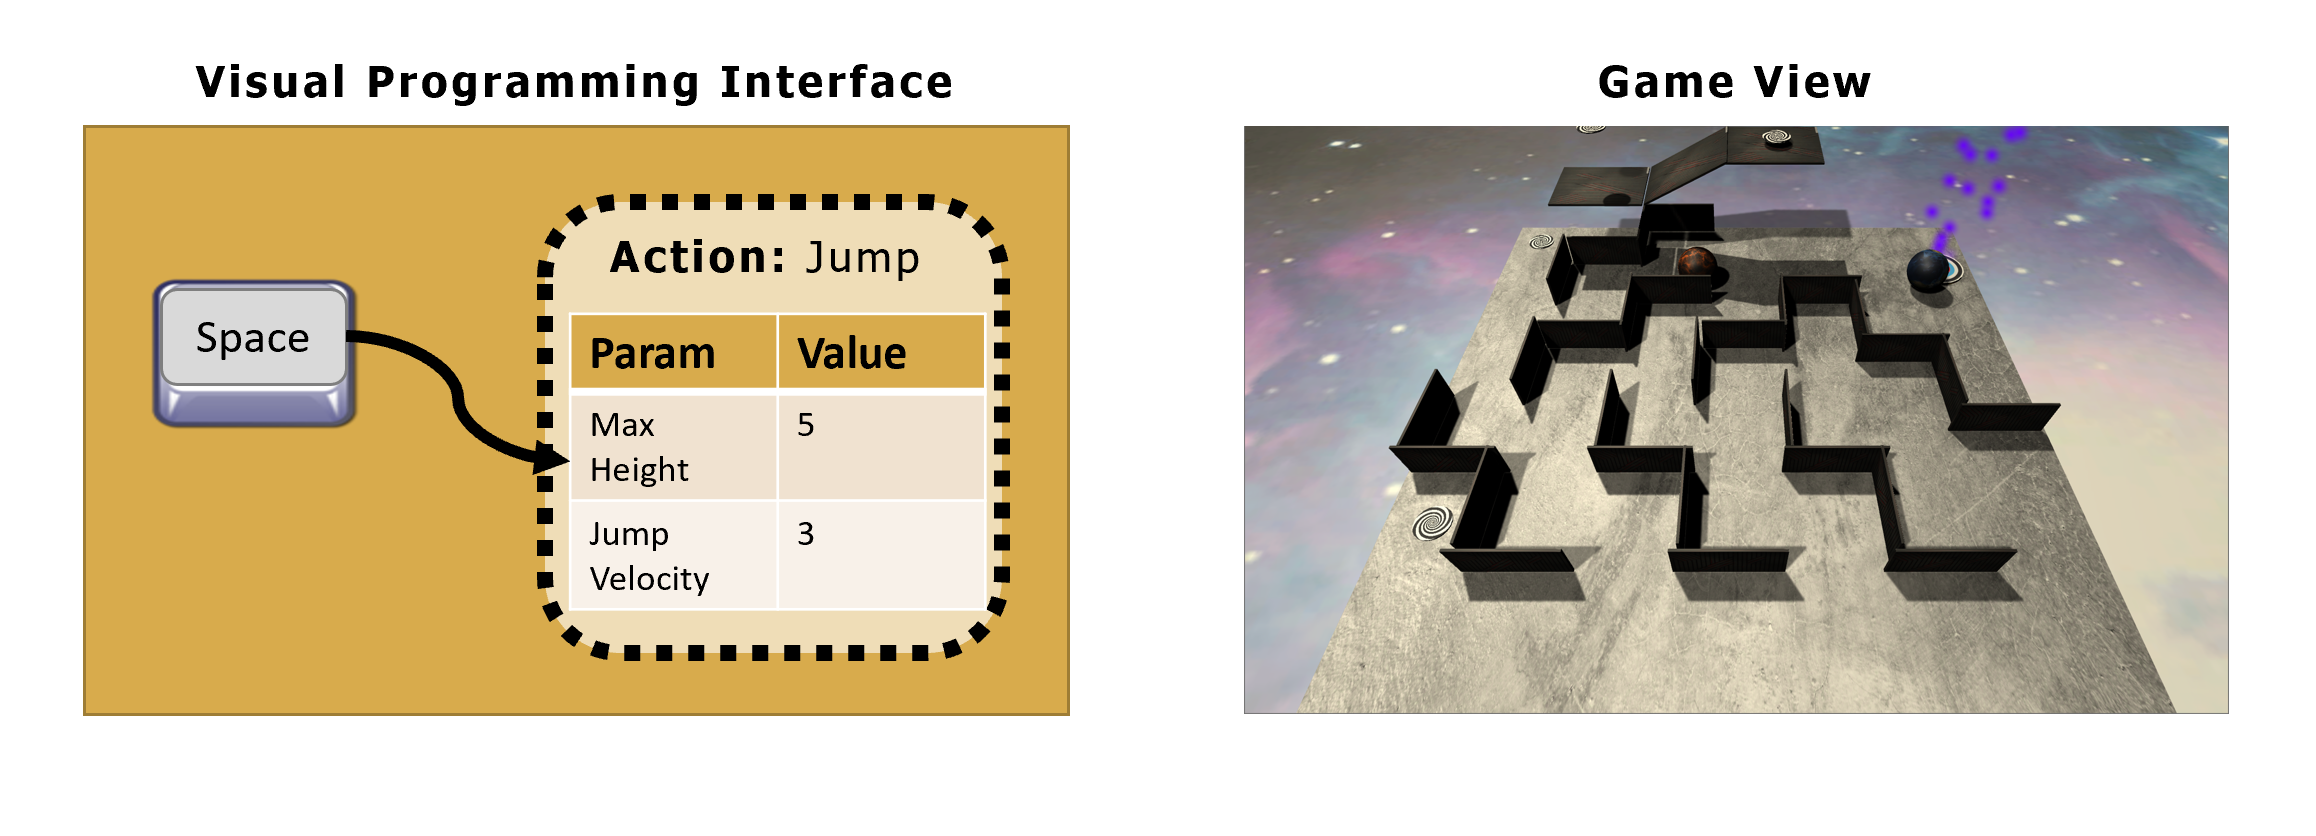 Visual Programming Interface
Game View
Space
Action: Jump
Param Value
Max
Height
5
Jump
Velocity
3